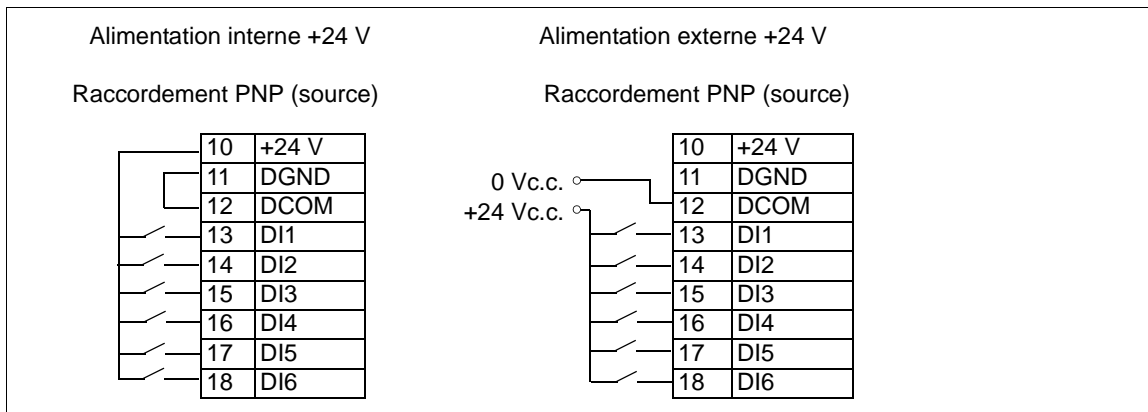 Alimentation interne +24 V
Raccordement PNP (source)
10 +24 V
11 DGND
12 DCOM
13 DI1
14 DI2
15 DI3
16 DI4
17 DI5
18 DI6
Alimentation externe +24 V
Raccordement PNP (source)
0 Vc.c.
+24 Vc.c.
10 +24 V
11 DGND
12 DCOM
13 DI1
14 DI2
15 DI3
16 DI4
17 DI5
18 DI6